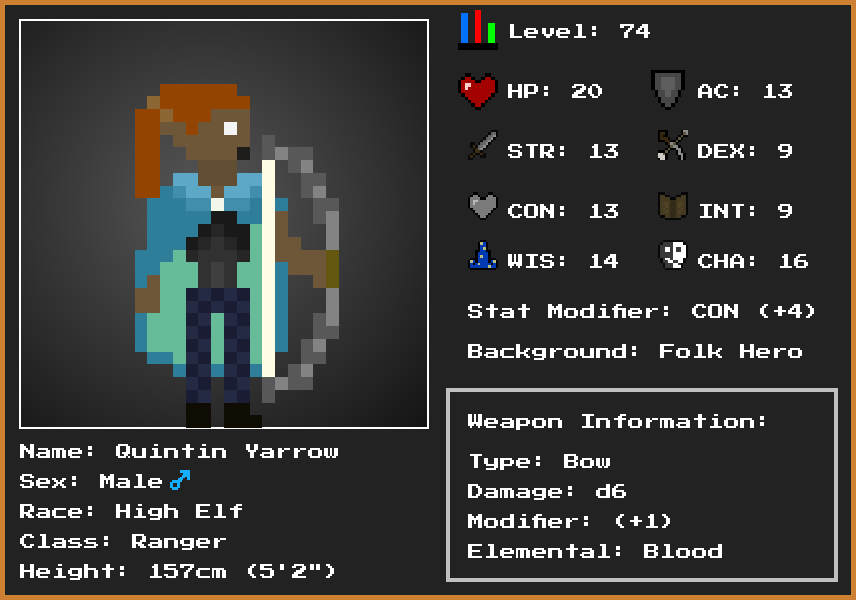 Level: 74
HP: 20 AC: 13
STR: 13 DEX: 9
CON: 13 INT: 9
WIS: 14 CHA: 16
Stat Modifier: CON (+4)
Background: Folk Hero
Weapon Information:
Type: Bow
Damage: d6
Modifier: (+1)
Elemental: Blood
Name: Quintin Yarrow
Sex: Male ♂
Race: High Elf
Class: Ranger
Height: 157cm (5'2")